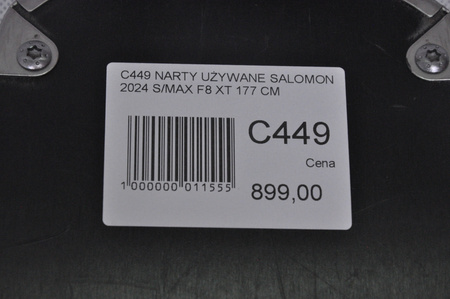 C449 NARTY UŻYWANE SALOMON
2024 S/MAX F8 XT 177 CM
C449
Cena
1 000000 011555
899,00